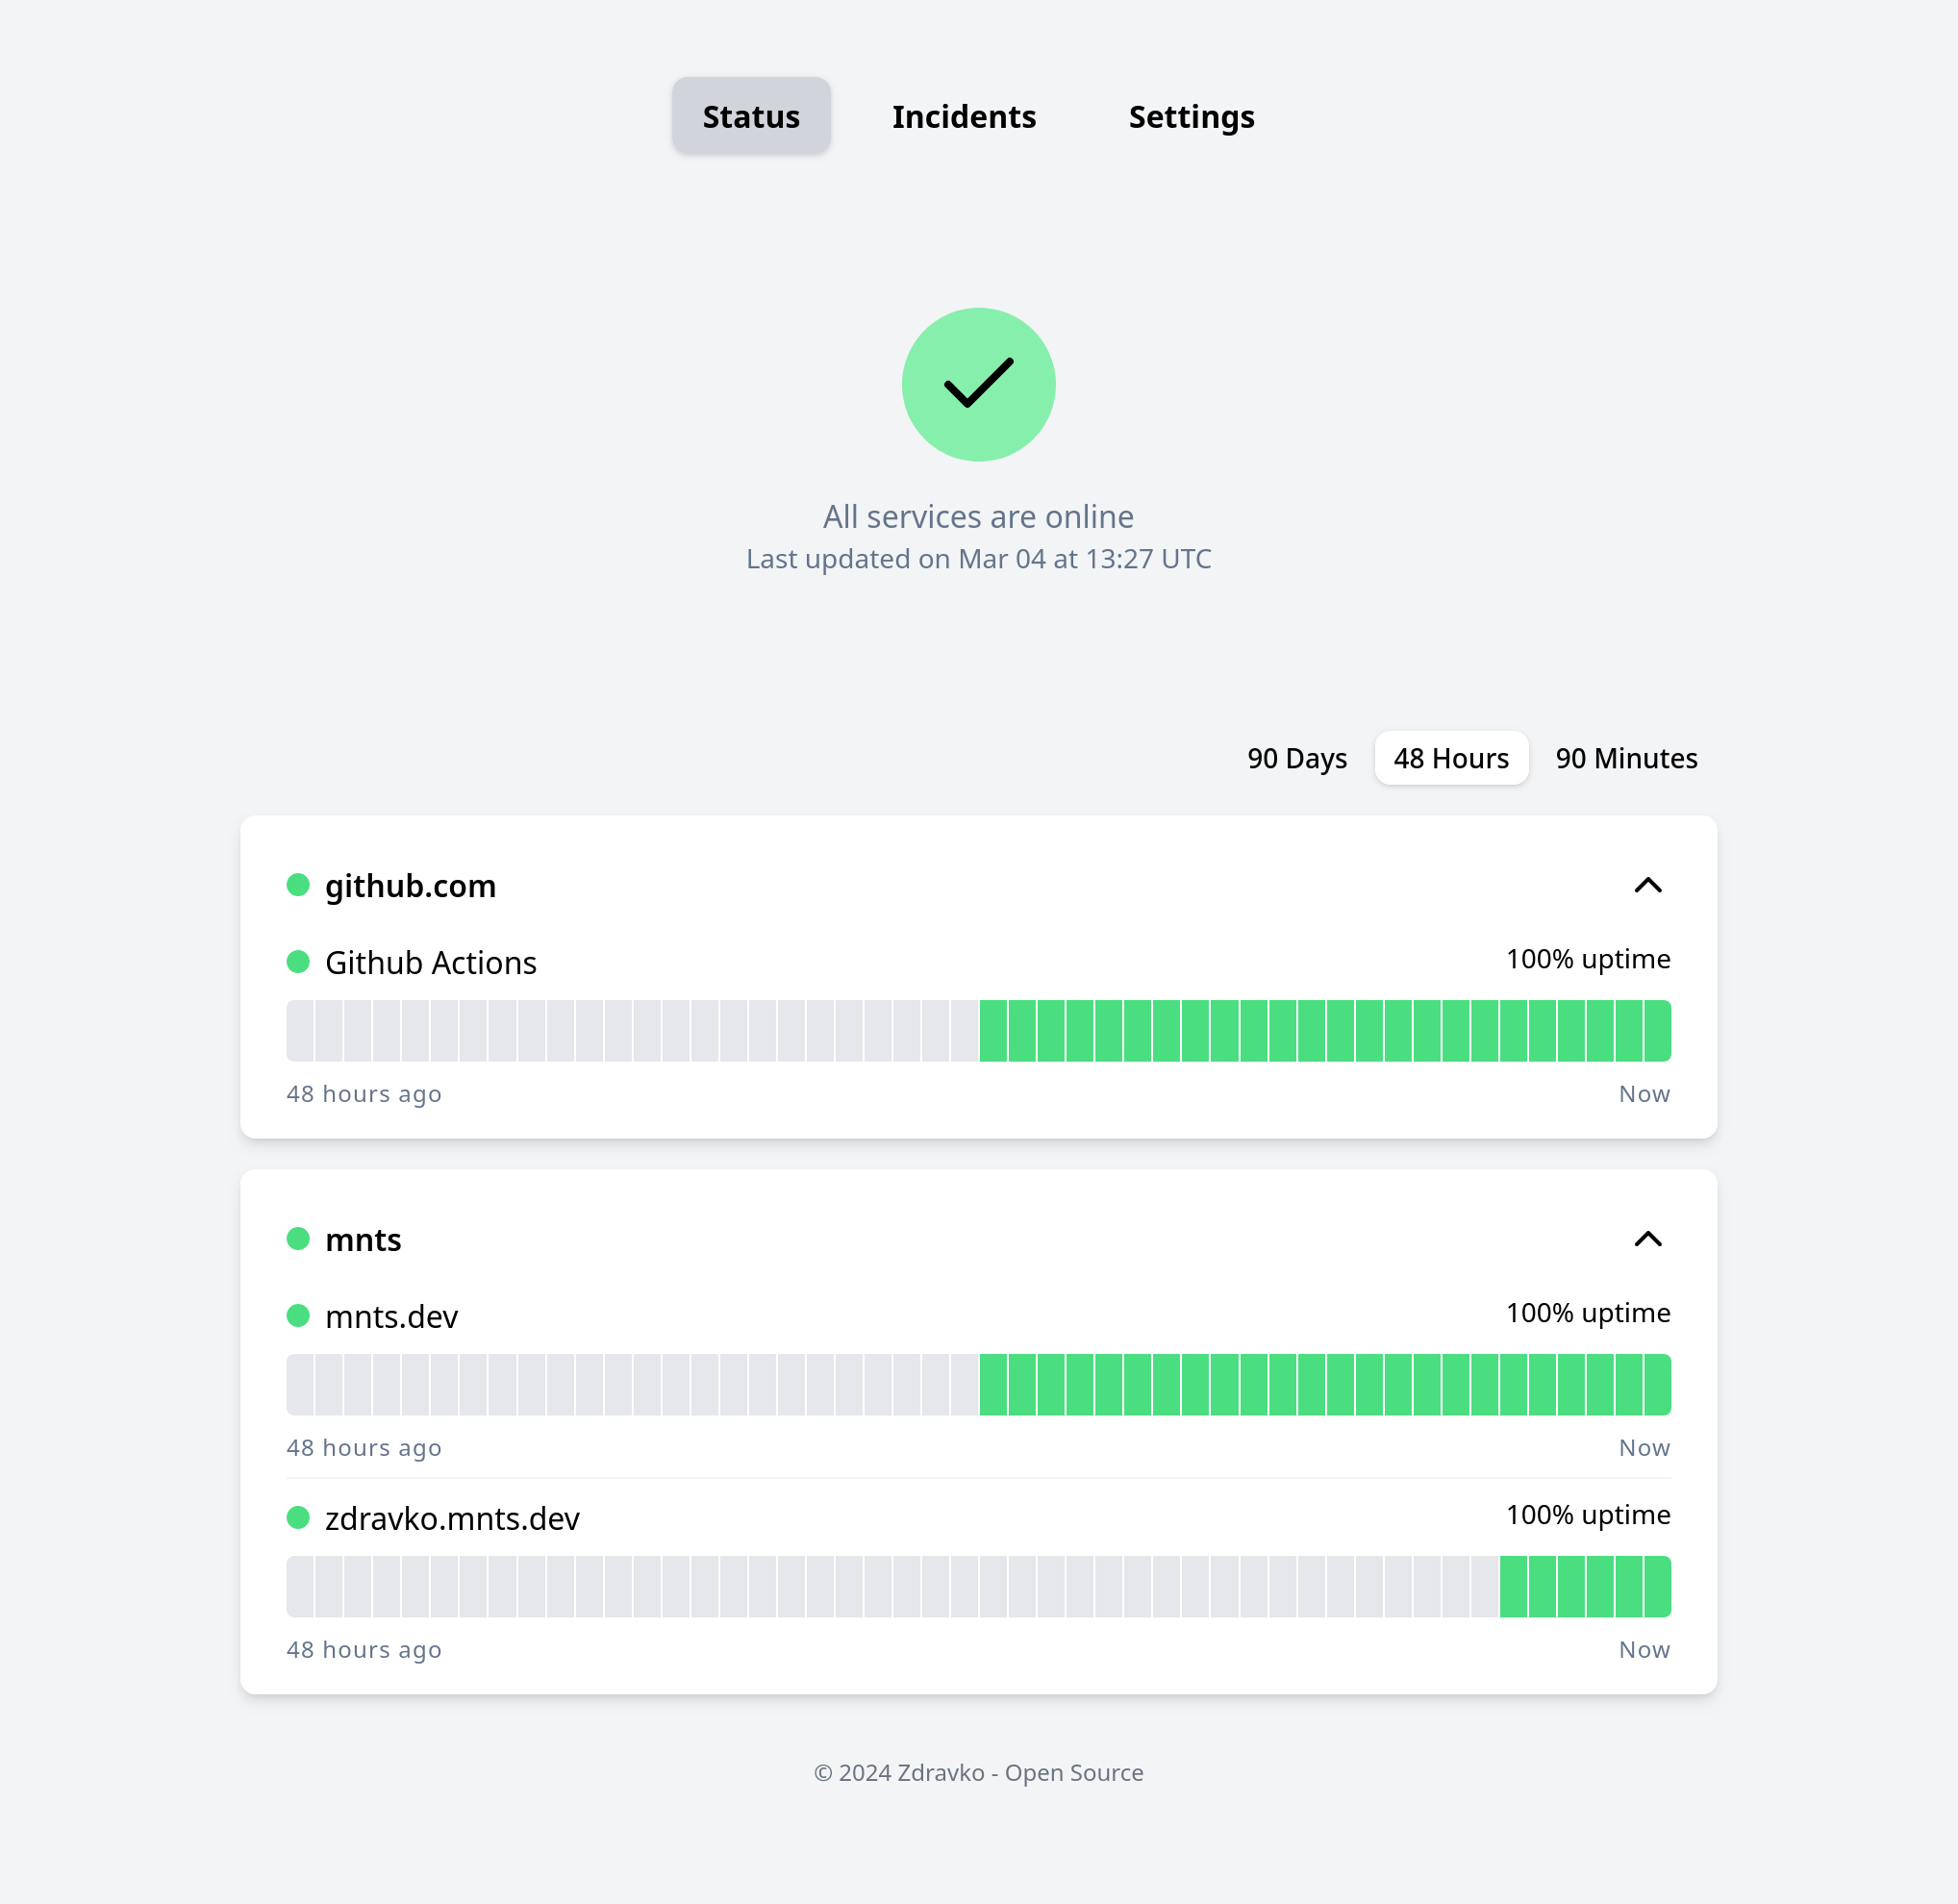 Status Incidents Settings
All services are online
Last updated on Mar 04 at 13:27 UTC
90 Days 48 Hours 90 Minutes
github.com
Github Actions 100% uptime
48 hours ago Now
mnts
mnts.dev 100% uptime
48 hours ago Now
zdravko.mnts.dev 100% uptime
48 hours ago Now
© 2024 Zdravko - Open Source